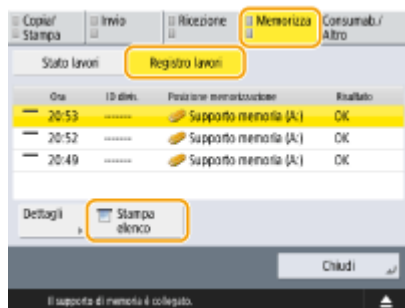 Copia/
Stampa
Invio
Ricezione
Memorizza
Consumab./
Altro
Stato lavori
Registro lavori
Ora ID divis. Posizione memorizzazione Risultato
20:53 ------- Supporto memoria (A:) OK
20:52 ------- Supporto memoria (A:) OK
20:49 ------- Supporto memoria (A:) OK
Dettagli
Stampa
elenco
Chiudi
Il supporto di memoria è collegato.